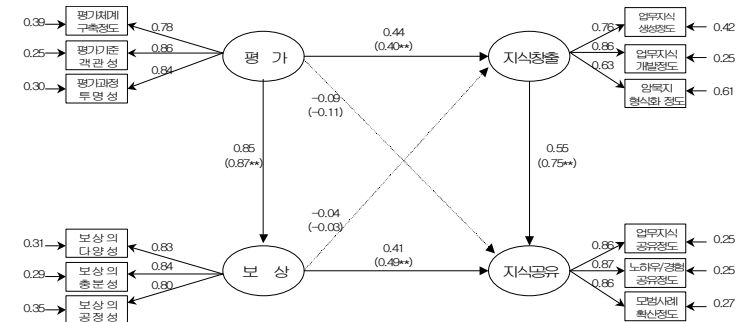 0.39
평가체계
구축정도
0.78
0.25
평가기준
객관성
0.86
0.30
평가과정
투명성
0.84
평 가
0.44
(0.40**)
지식창출
0.76
업무지식
생성정도
0.42
0.86
업무지식
개발정도
0.25
0.63
암묵지
형식화 정도
0.61
-0.09
(-0.11)
0.85
(0.87**)
0.55
(0.75**)
-0.04
(-0.03)
0.31
보상의
다양성
0.83
0.29
보상의
충분성
0.84
0.35
보상의
공정성
0.80
보 상
0.41
(0.49**)
지식공유
0.86
업무지식
공유정도
0.25
0.87
노하우/경험
공유정도
0.25
0.86
모범사례
확산정도
0.27